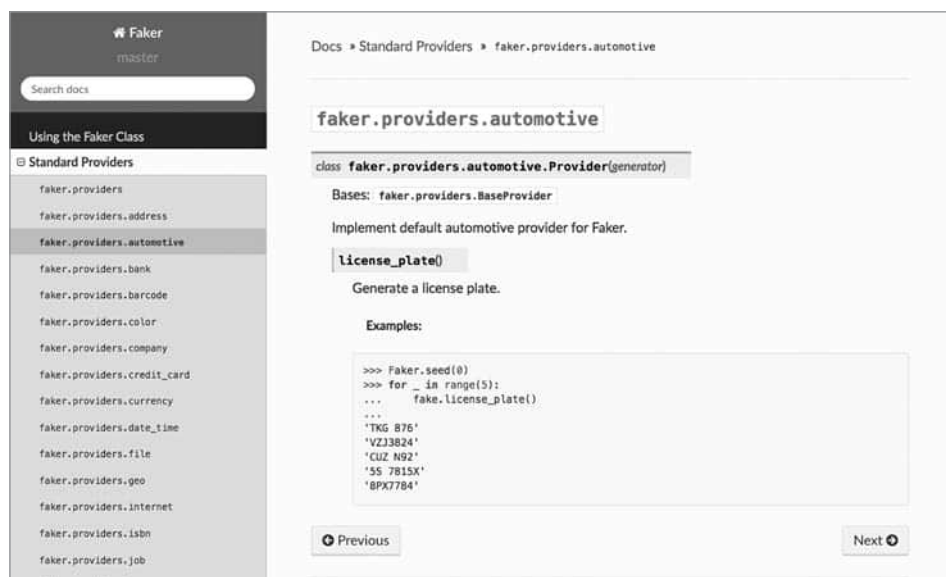 Faker
master
Search docs
Using the Faker Class
Standard Providers
faker.providers
faker.providers.address
faker.providers.automotive
faker.providers.bank
faker.providers.barcode
faker.providers.color
faker.providers.company
faker.providers.credit_card
faker.providers.currency
faker.providers.date_time
faker.providers.file
faker.providers.geo
faker.providers.internet
faker.providers.isbn
faker.providers.job
Docs » Standard Providers » faker.providers.automotive
faker.providers.automotive
class faker.providers.automotive.Provider(generator)
Bases: faker.providers.BaseProvider
Implement default automotive provider for Faker.
license_plate()
Generate a license plate.
Examples:
>>> Faker.seed(0)
>>> for _ in range(5):
...     fake.license_plate()
...
'TKG 876'
'VZJ3824'
'CUZ N92'
'5S 7815X'
'BPX7784'
Previous
Next